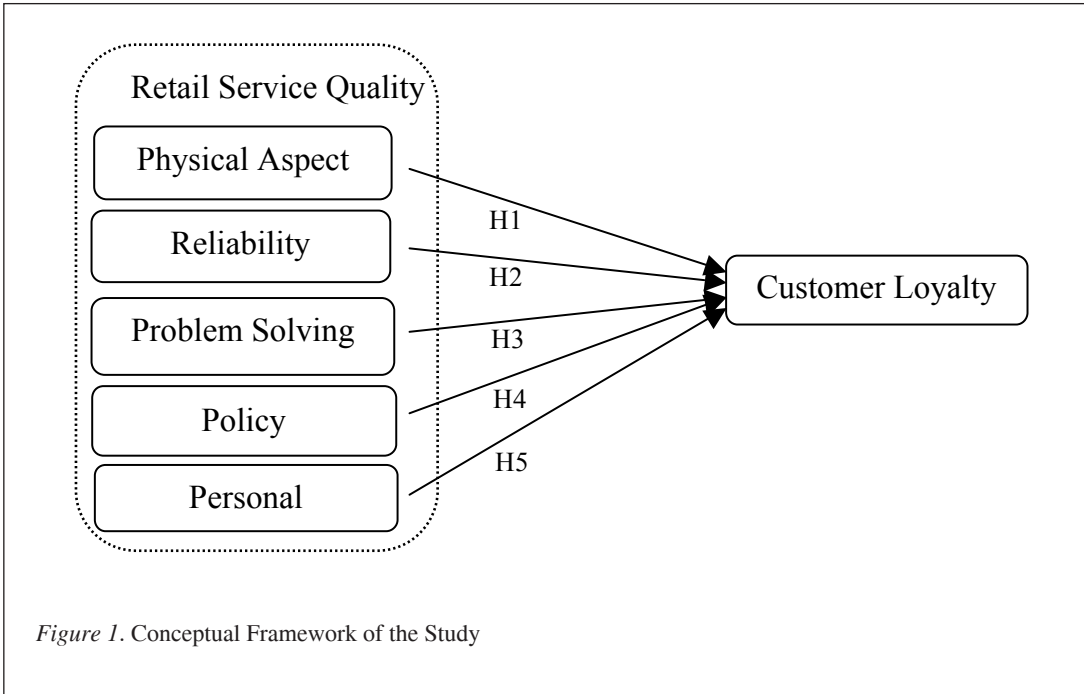 Retail Service Quality
Physical Aspect
H1
Reliability
H2
Customer Loyalty
Problem Solving
H3
Policy
H4
H5
Personal
Figure 1. Conceptual Framework of the Study